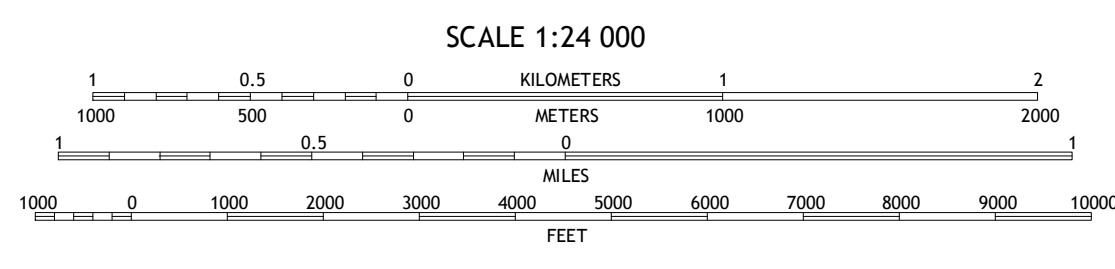 SCALE 1:24 000
1 0.5 0 KILOMETERS 1 2
1000 500 0 METERS 1000 2000
1 0.5 0 1
MILES
1000 0 1000 2000 3000 4000 5000 6000 7000 8000 9000 10000
FEET